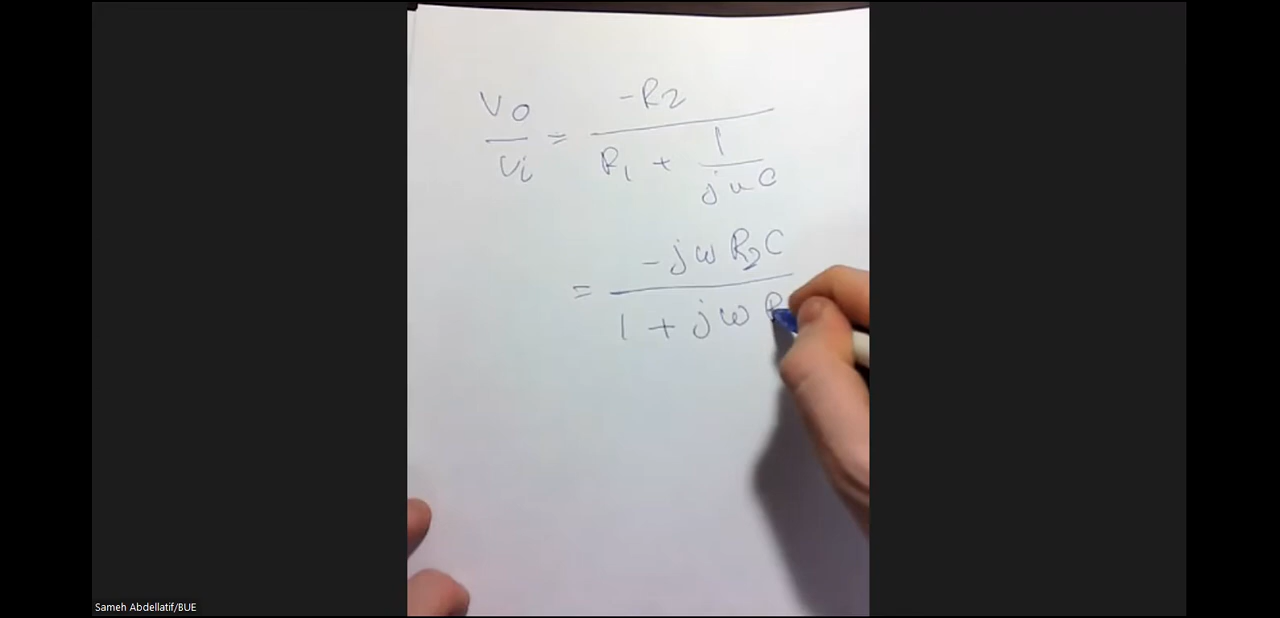 Vo/Vi = -R2 / (R1 + 1/jωC)
= -jωR2C / (1 + jωR
Sameh Abdellatif/BUE